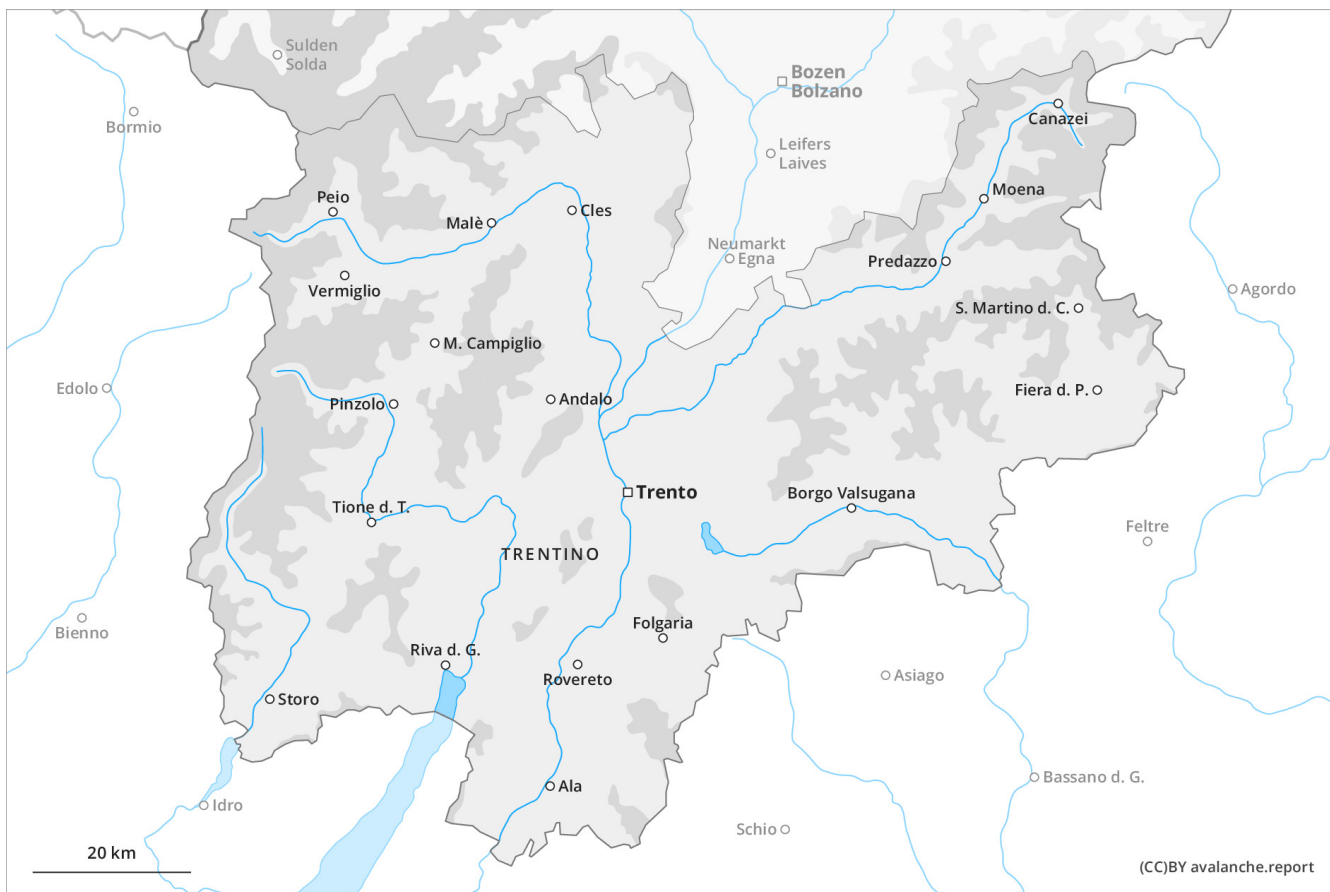 Sulden
Solda
Bozen
Bolzano
Bormio
Canazei
Leifers
Laives
Peio
Malè
Cles
Moena
Neumarkt
Egna
Predazzo
Vermiglio
Agordo
S. Martino d. C.
M. Campiglio
Edolo
Pinzolo
Andalo
Fiera d. P.
Trento
Borgo Valsugana
Tione d. T.
Feltre
TRENTINO
Bienno
Folgaria
Riva d. G.
Rovereto
Asiago
Storo
Bassano d. G.
Ala
Idro
Schio
20 km
(CC)BY avalanche.report